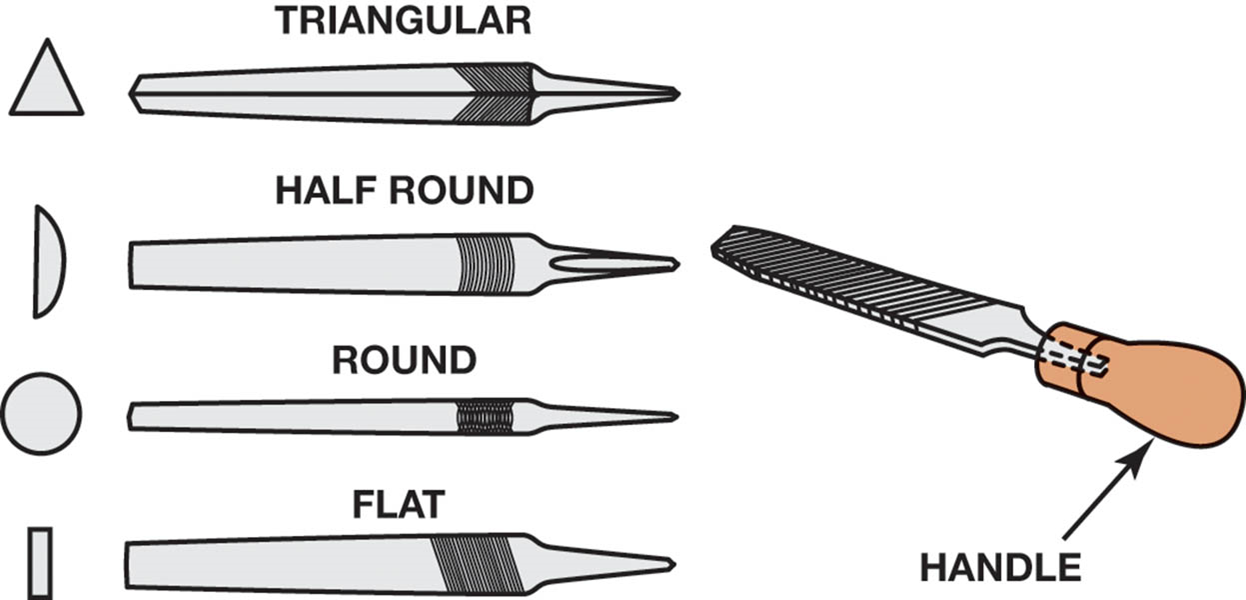 TRIANGULAR
HALF ROUND
ROUND
FLAT
HANDLE